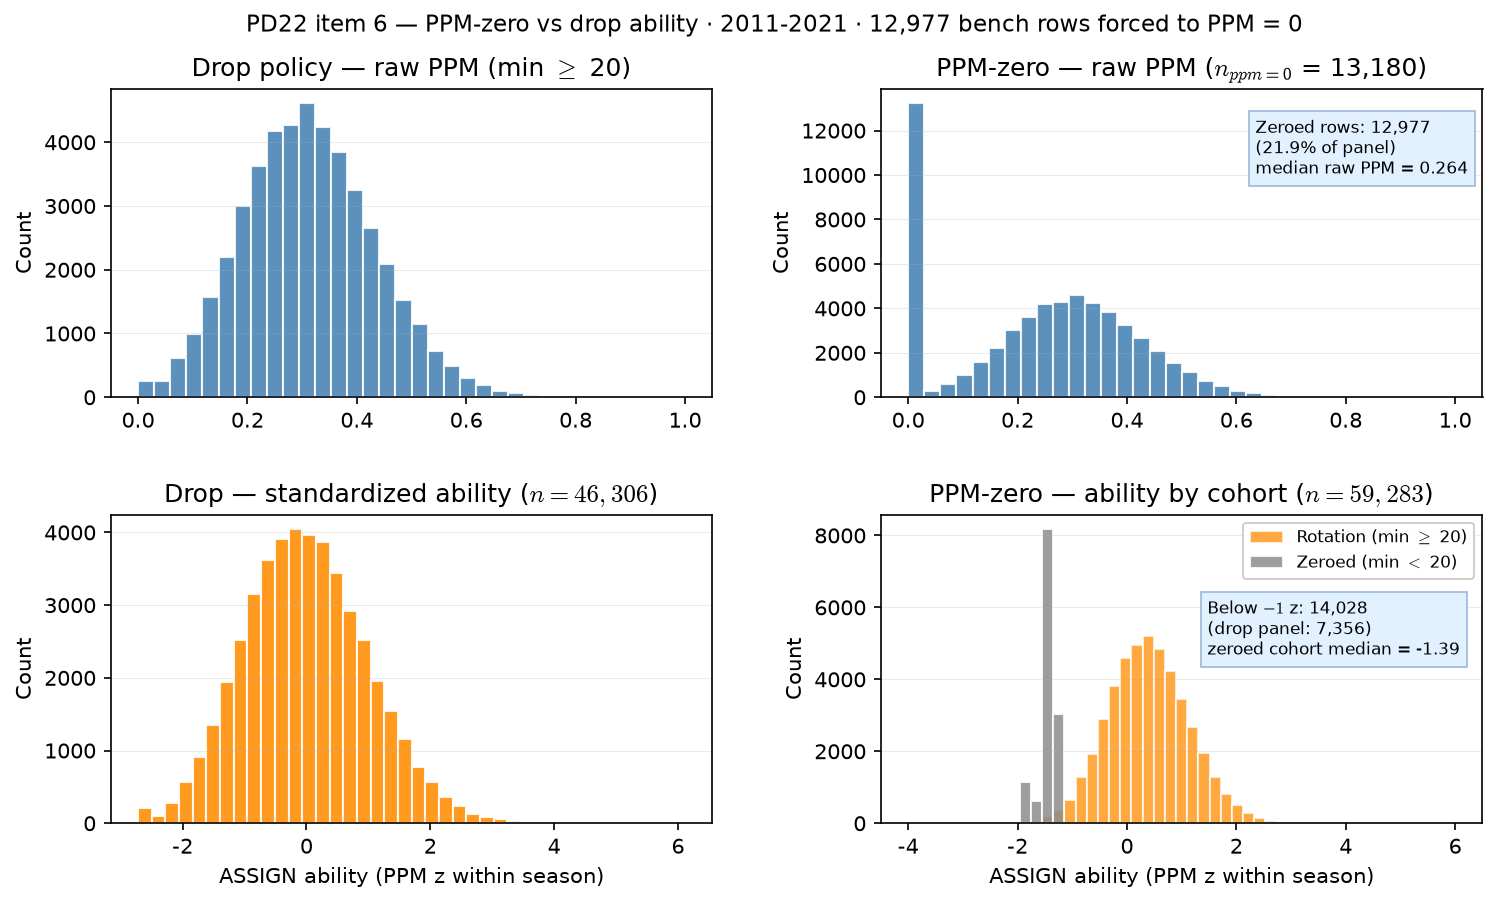 PD22 item 6 — PPM-zero vs drop ability · 2011-2021 · 12,977 bench rows forced to PPM = 0
Drop policy — raw PPM (min ≥ 20)
Count
4000
3000
2000
1000
0
0.0 0.2 0.4 0.6 0.8 1.0
PPM-zero — raw PPM (n_{ppm=0} = 13,180)
Count
12000
10000
8000
6000
4000
2000
0
Zeroed rows: 12,977
(21.9% of panel)
median raw PPM = 0.264
0.0 0.2 0.4 0.6 0.8 1.0
Drop — standardized ability (n = 46,306)
Count
4000
3000
2000
1000
0
-2 0 2 4 6
ASSIGN ability (PPM z within season)
PPM-zero — ability by cohort (n = 59,283)
Count
8000
6000
4000
2000
0
Rotation (min ≥ 20)
Zeroed (min < 20)
Below −1 z: 14,028
(drop panel: 7,356)
zeroed cohort median = -1.39
-4 -2 0 2 4 6
ASSIGN ability (PPM z within season)